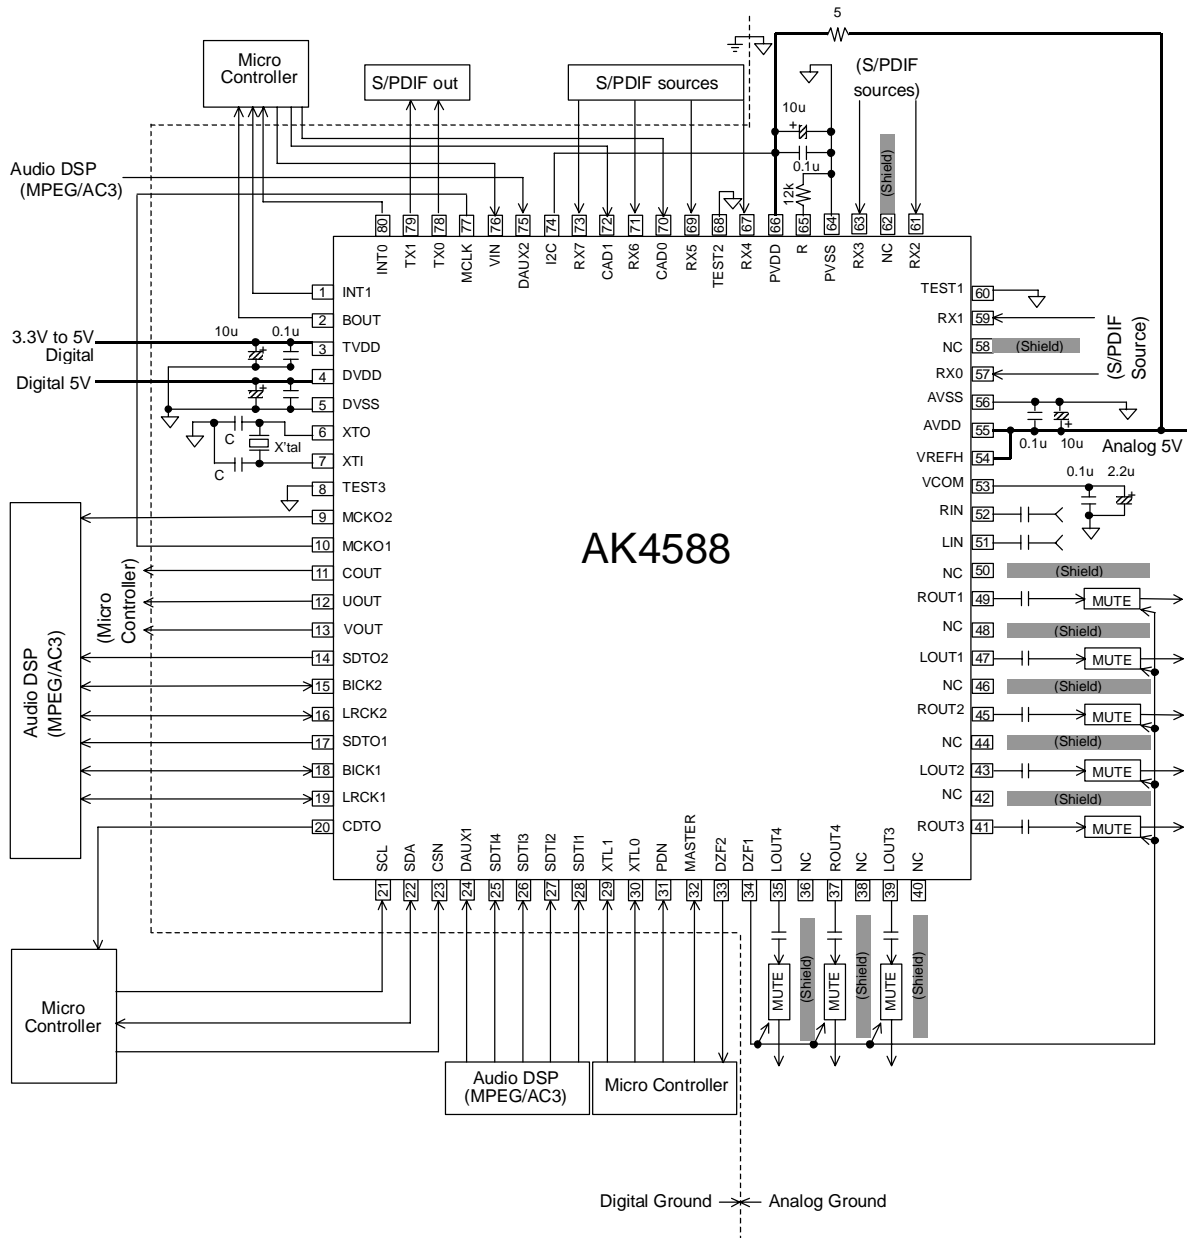 5
Micro
Controller
S/PDIF out
S/PDIF sources
(S/PDIF
sources)
10u
+
0.1u
12k
(Shield)
Audio DSP
(MPEG/AC3)
80 79 78 77 76 75 74 73 72 71 70 69 68 67 66 65 64 63 62 61
INT0 TX1 TX0 MCLK VIN DAUX2 I2C RX7 CAD1 RX6 CAD0 RX5 TEST2 RX4 PVDD R PVSS RX3 NC RX2
1 INT1
2 BOUT
3.3V to 5V
Digital
10u 0.1u
+
3 TVDD
Digital 5V
+
4 DVDD
5 DVSS
C
X'tal
C
6 XTO
7 XTI
8 TEST3
9 MCKO2
10 MCKO1
11 COUT
12 UOUT
13 VOUT
14 SDTO2
15 BICK2
16 LRCK2
17 SDTO1
18 BICK1
19 LRCK1
20 CDTO
(Micro
Controller)
Audio DSP
(MPEG/AC3)
AK4588
TEST1 60
RX1 59
NC 58 (Shield)
RX0 57
(S/PDIF
Source)
AVSS 56
AVDD 55
0.1u 10u
+
Analog 5V
VREFH 54
VCOM 53
0.1u 2.2u
+
RIN 52
LIN 51
NC 50 (Shield)
ROUT1 49 MUTE
NC 48 (Shield)
LOUT1 47 MUTE
NC 46 (Shield)
ROUT2 45 MUTE
NC 44 (Shield)
LOUT2 43 MUTE
NC 42 (Shield)
ROUT3 41 MUTE
SCL SDA CSN DAUX1 SDTI4 SDTI3 SDTI2 SDTI1 XTL1 XTL0 PDN MASTER DZF2 DZF1 LOUT4 NC ROUT4 NC LOUT3 NC
21 22 23 24 25 26 27 28 29 30 31 32 33 34 35 36 37 38 39 40
MUTE (Shield) MUTE (Shield) MUTE (Shield)
Micro
Controller
Audio DSP
(MPEG/AC3)
Micro Controller
Digital Ground Analog Ground